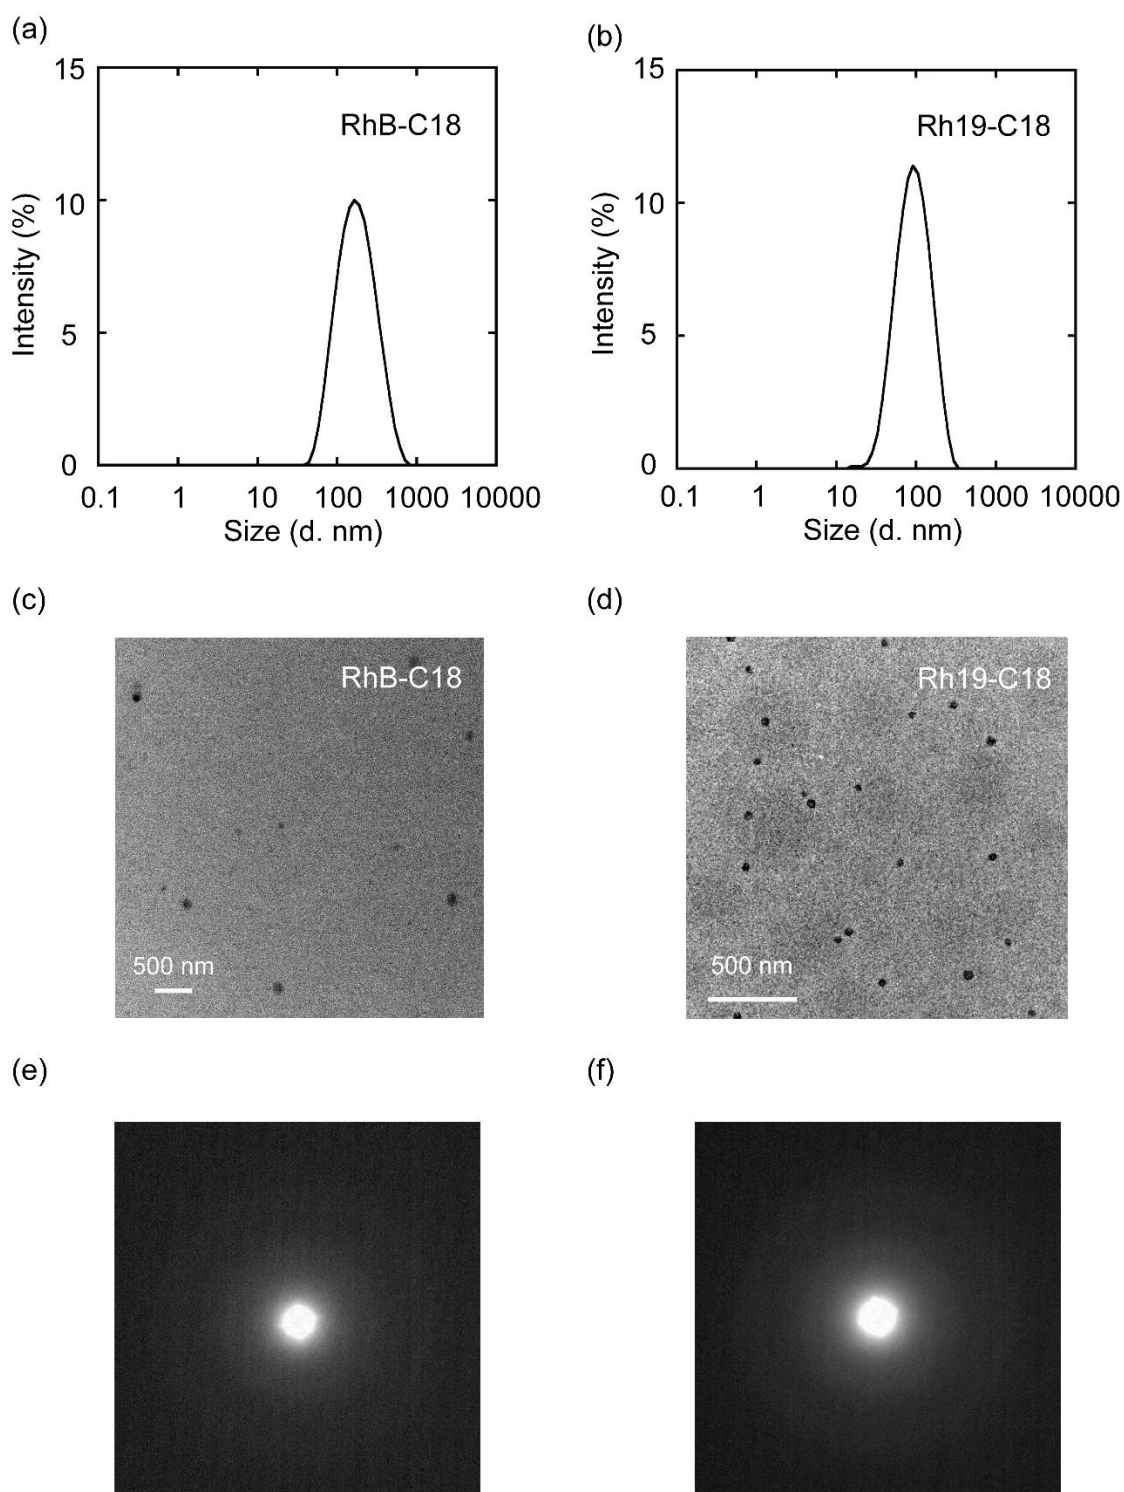 (a)
(b)
15
10
5
0
Intensity (%)
RhB-C18
0.1 1 10 100 1000 10000
Size (d. nm)
15
10
5
0
Intensity (%)
Rh19-C18
0.1 1 10 100 1000 10000
Size (d. nm)
(c)
(d)
RhB-C18
500 nm
Rh19-C18
500 nm
(e)
(f)